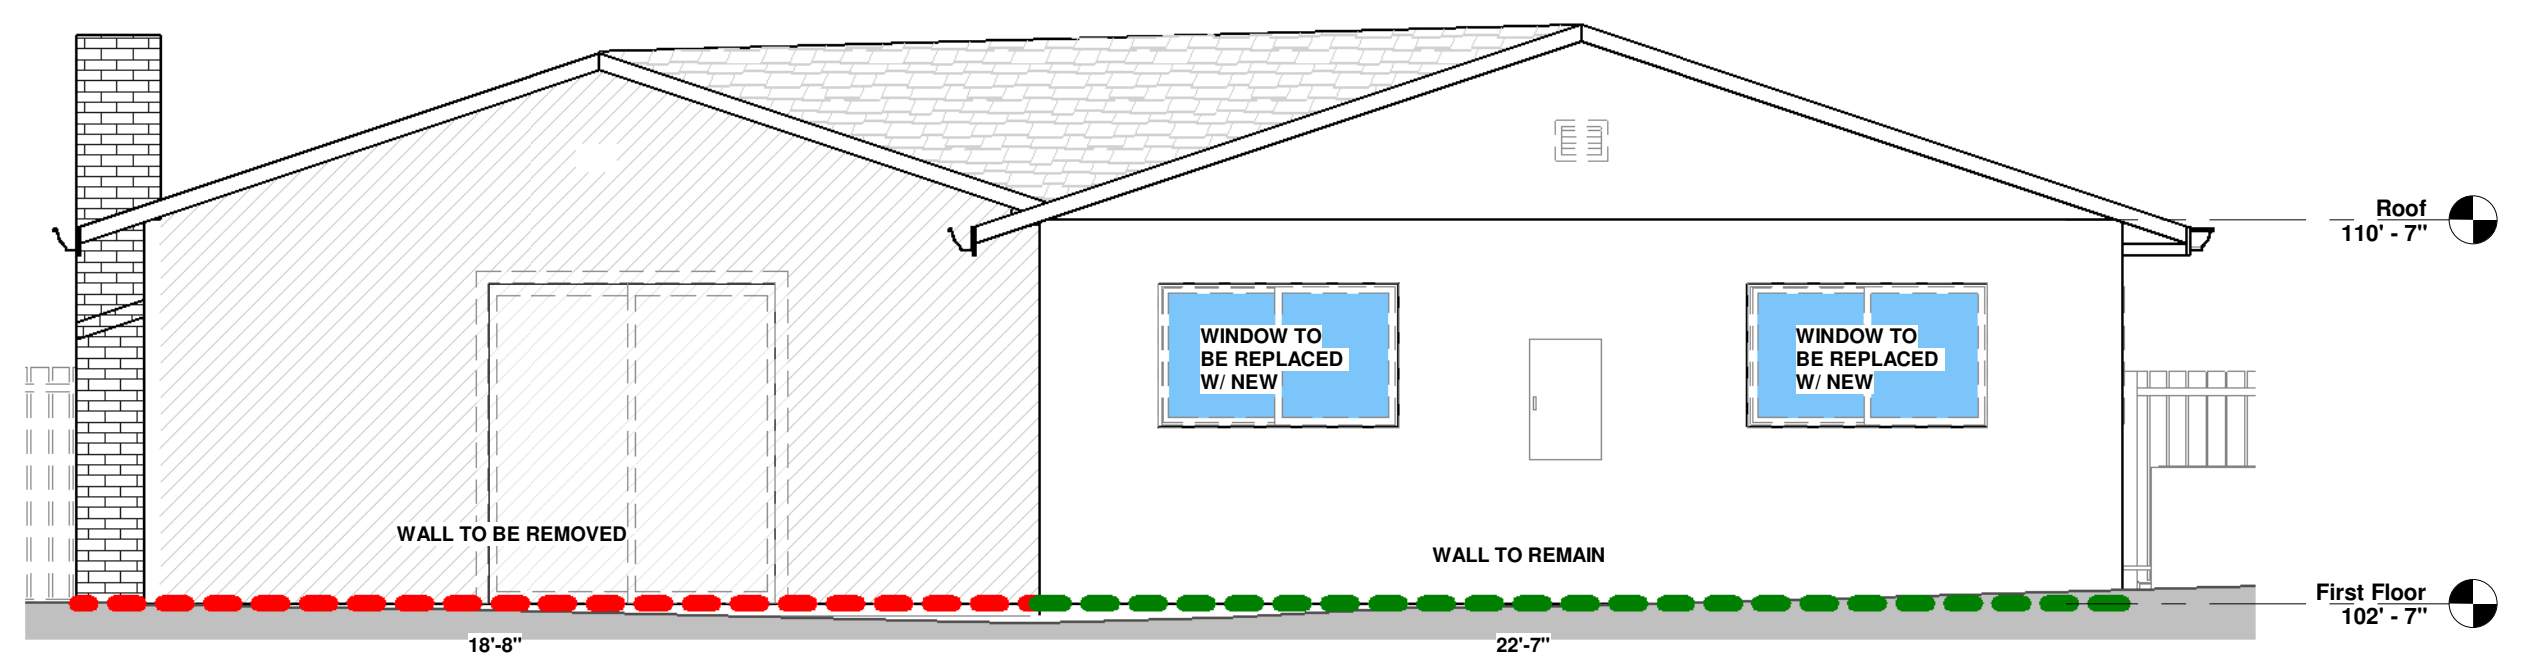 Roof
110' - 7"
WINDOW TO
BE REPLACED
W/ NEW
WINDOW TO
BE REPLACED
W/ NEW
WALL TO BE REMOVED
WALL TO REMAIN
First Floor
102' - 7"
18'-8"
22'-7"